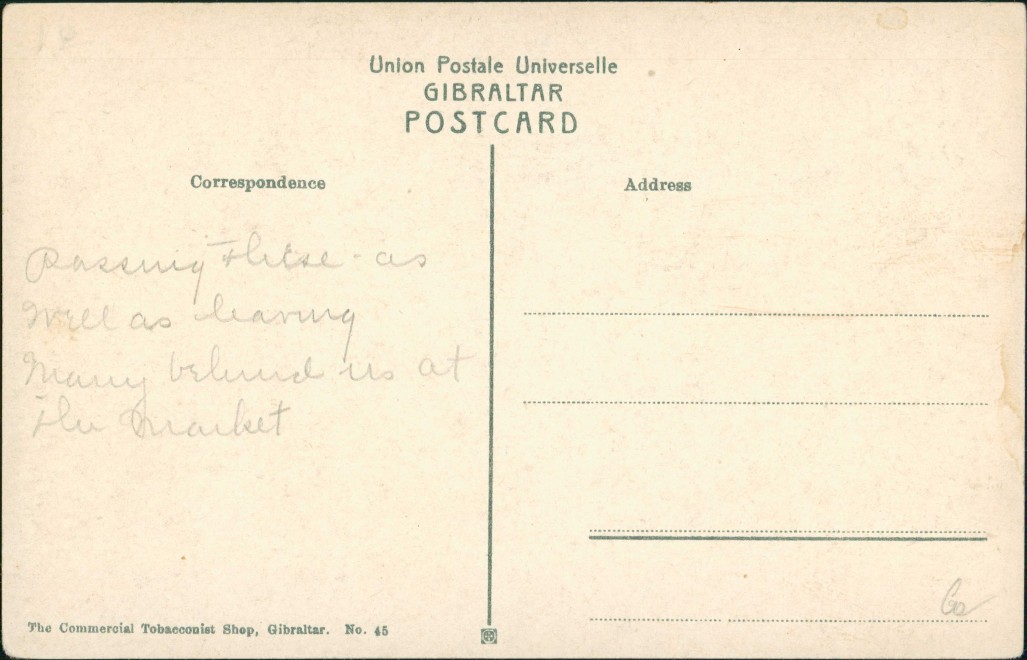 Union Postale Universelle
GIBRALTAR
POSTCARD
Correspondence
Address
Passing these as
well as leaving
many behind us at
the market
The Commercial Tobacconist Shop, Gibraltar. No. 45